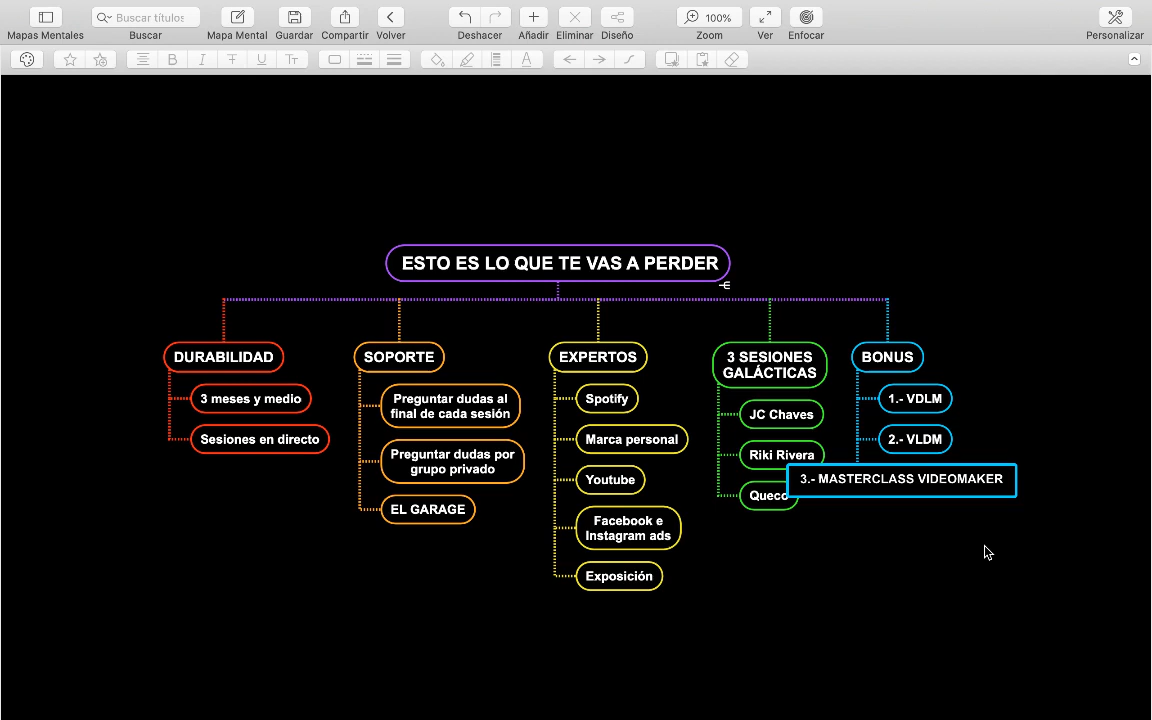 Mapas Mentales
Buscar títulos
Buscar
Mapa Mental
Guardar
Compartir
Volver
Deshacer
Añadir
Eliminar
Diseño
100%
Zoom
Ver
Enfocar
Personalizar
B I T U Tт A
ESTO ES LO QUE TE VAS A PERDER
DURABILIDAD
3 meses y medio
Sesiones en directo
SOPORTE
Preguntar dudas al
final de cada sesión
Preguntar dudas por
grupo privado
EL GARAGE
EXPERTOS
Spotify
Marca personal
Youtube
Facebook e
Instagram ads
Exposición
3 SESIONES
GALÁCTICAS
JC Chaves
Riki Rivera
Queco
BONUS
1.- VDLM
2.- VLDM
3.- MASTERCLASS VIDEOMAKER